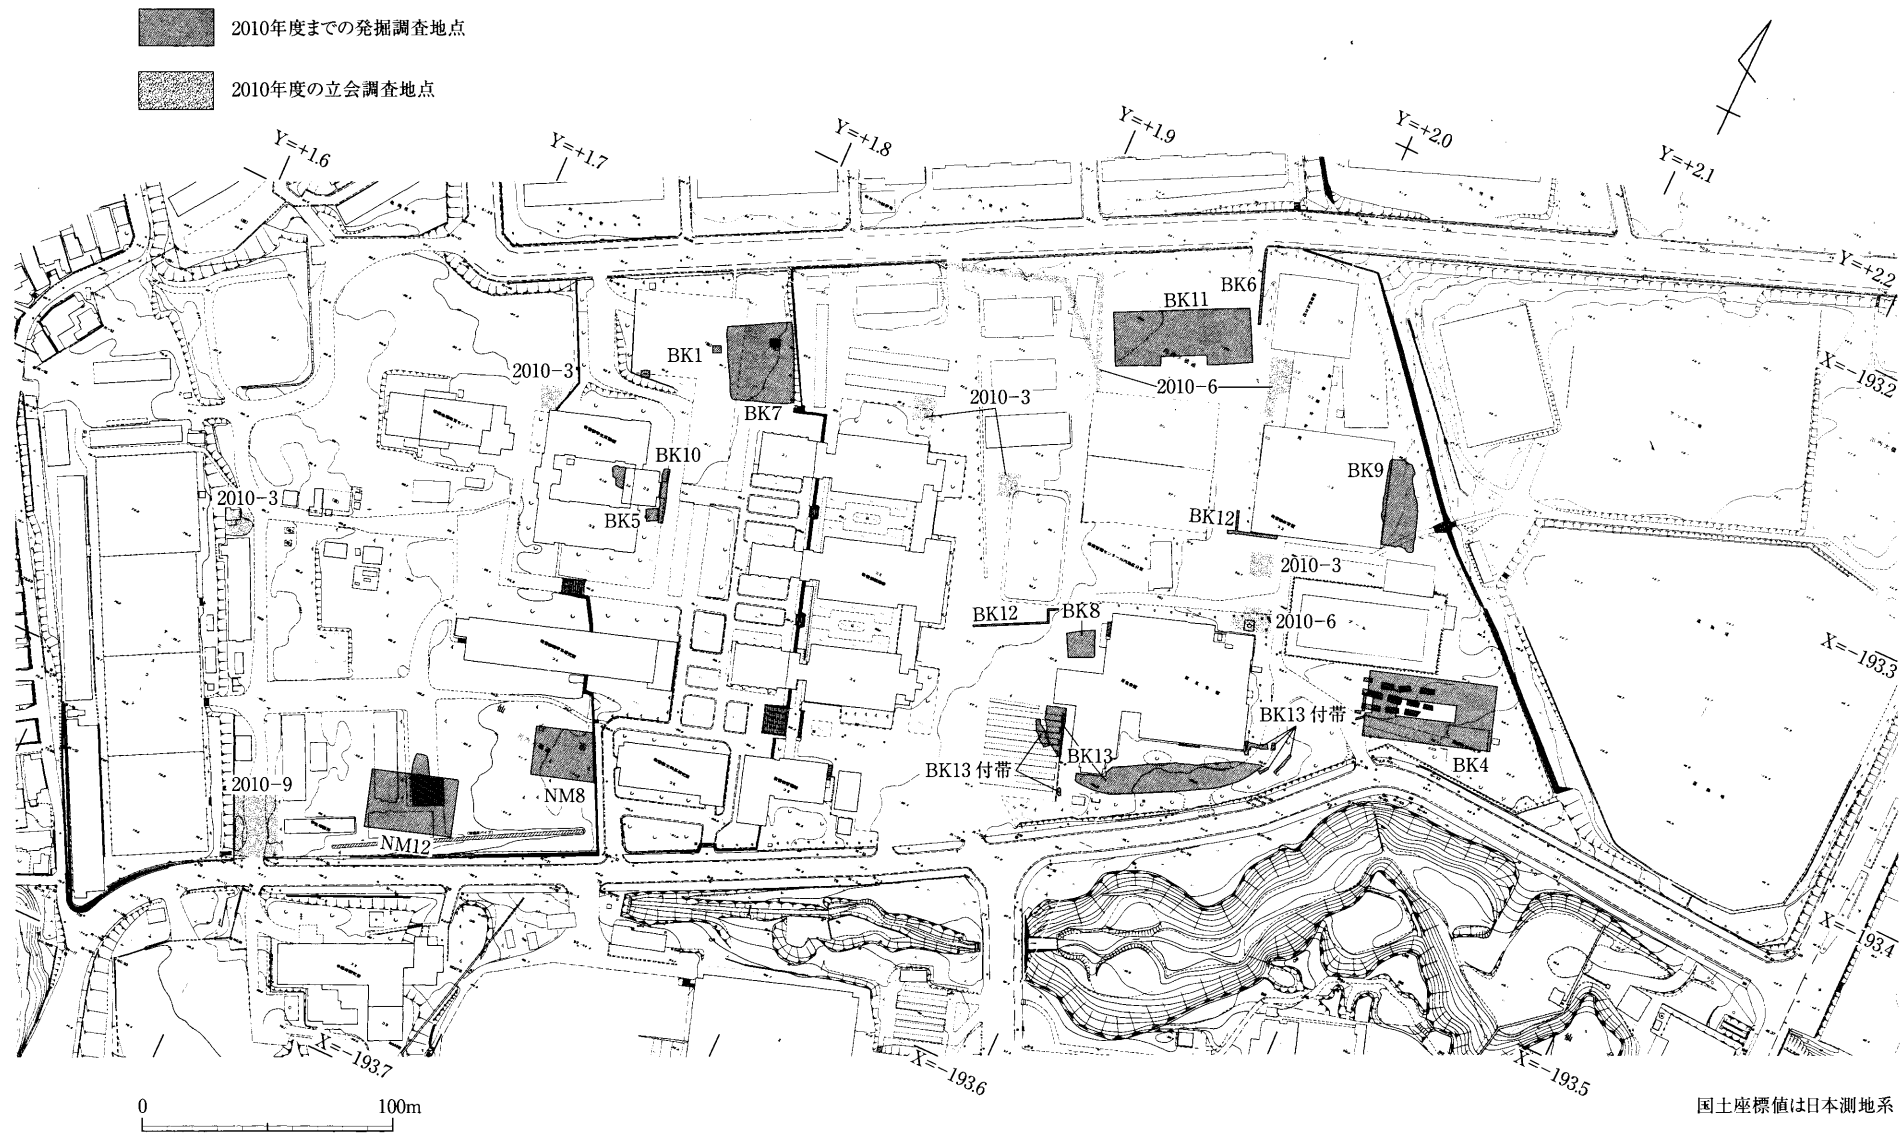 2010年度までの発掘調査地点
2010年度の立会調査地点
Y=+1.6
Y=+1.7
Y=+1.8
Y=+1.9
Y=+2.0
Y=+2.1
Y=+2.2
BK6
BK11
BK1
2010-3
BK7
2010-3
2010-6
X=-193.2
BK10
BK9
2010-3
BK5
BK12
2010-3
BK12
BK8
2010-6
X=-193.3
BK13 付帯
BK13
BK13 付帯
BK4
2010-9
NM8
NM12
X=-193.4
X=-193.7
X=-193.6
X=-193.5
0
100m
国土座標値は日本測地系